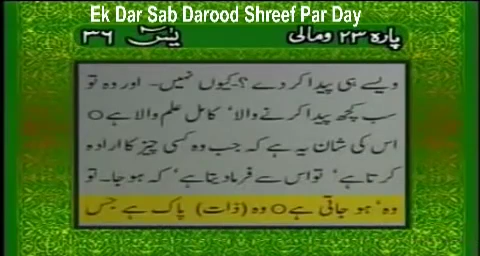 Ek Dar Sab Darood Shreef Par Day
پارہ ۲۳ ومالی یٰسٓ ۳۶
ویسے ہی پیدا کر دے ؟۔ کیوں نہیں۔ اور وہ تو
سب کچھ پیدا کرنے والا‘ کامل علم والا ہے ○
اس کی شان یہ ہے کہ جب وہ کسی چیز کا ارادہ
کرتا ہے‘ تو اس سے فرما دیتا ہے‘ کہ ہو جا۔ تو
وہ‘ ہو جاتی ہے ○ وہ (ذات) پاک ہے جس